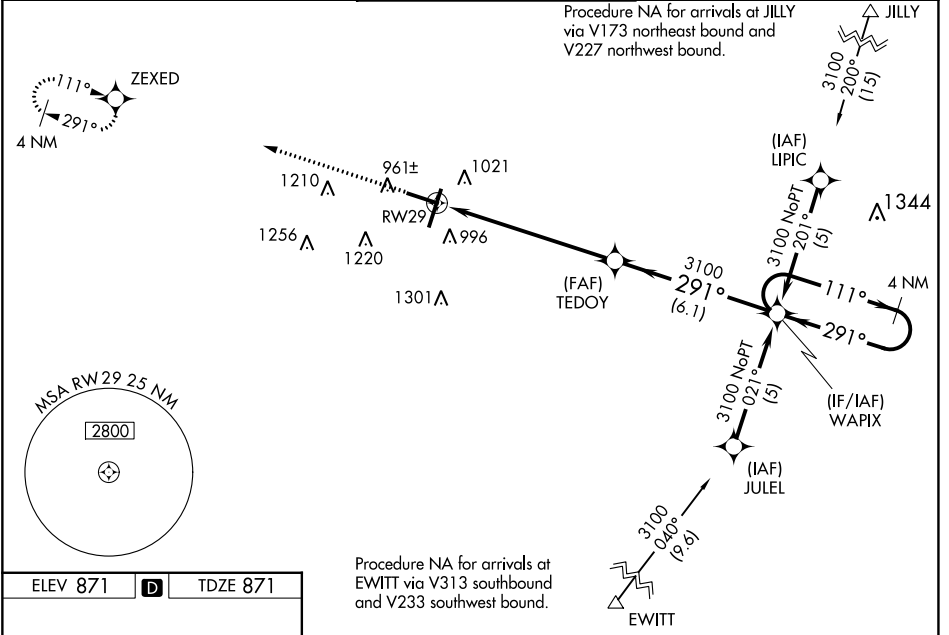 Procedure NA for arrivals at JILLY
via V173 northeast bound and
V227 northwest bound.
JILLY
3100
200°
(15)
ZEXED
111°
291°
4 NM
(IAF)
LIPIC
1344
3100 NoPT
201°
(5)
961±
1021
1210
RW29
996
1256
1220
1301
(FAF)
TEDOY
3100
291°
(6.1)
111°
4 NM
291°
(IF/IAF)
WAPIX
3100 NoPT
021°
(5)
(IAF)
JULEL
MSA RW 29 25 NM
2800
3100
040°
(9.6)
EWITT
Procedure NA for arrivals at
EWITT via V313 southbound
and V233 southwest bound.
ELEV 871 D TDZE 871